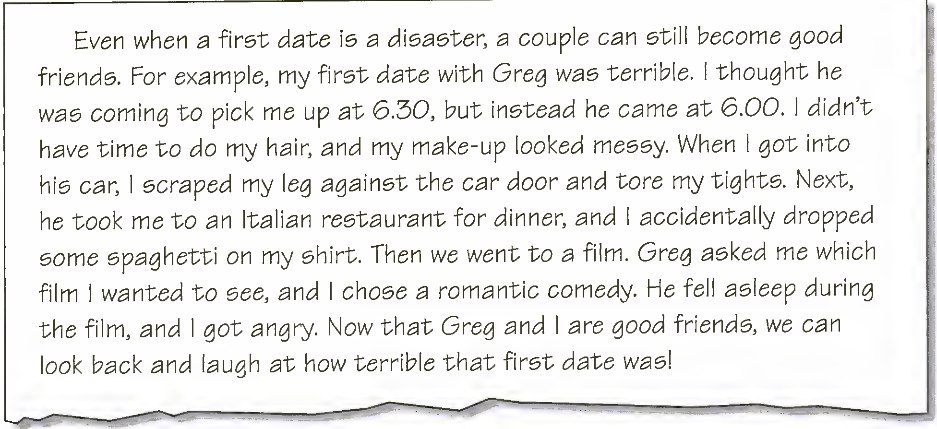 Even when a first date is a disaster, a couple can still become good
friends. For example, my first date with Greg was terrible. I thought he
was coming to pick me up at 6.30, but instead he came at 6.00. I didn't
have time to do my hair, and my make-up looked messy. When I got into
his car, I scraped my leg against the car door and tore my tights. Next,
he took me to an Italian restaurant for dinner, and I accidentally dropped
some spaghetti on my shirt. Then we went to a film. Greg asked me which
film I wanted to see, and I chose a romantic comedy. He fell asleep during
the film, and I got angry. Now that Greg and I are good friends, we can
look back and laugh at how terrible that first date was!